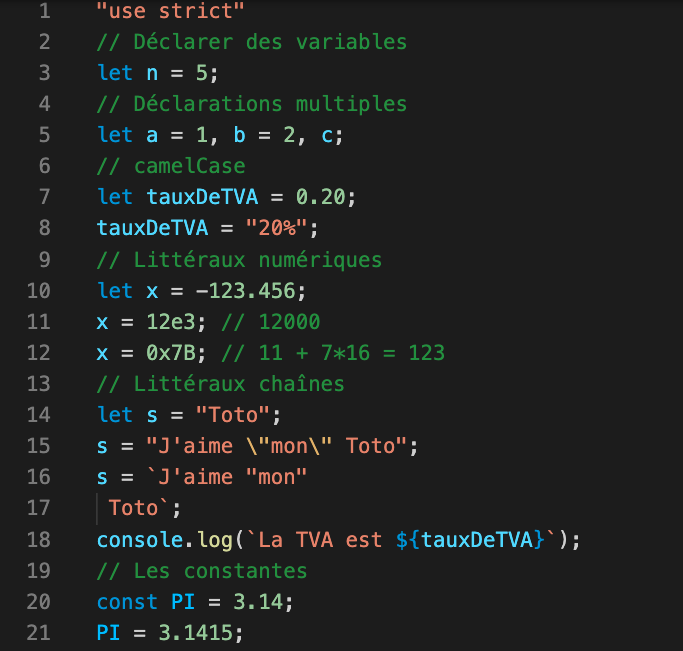 1 "use strict"
2 // Déclarer des variables
3 let n = 5;
4 // Déclarations multiples
5 let a = 1, b = 2, c;
6 // camelCase
7 let tauxDeTVA = 0.20;
8 tauxDeTVA = "20%";
9 // Littéraux numériques
10 let x = -123.456;
11 x = 12e3; // 12000
12 x = 0x7B; // 11 + 7*16 = 123
13 // Littéraux chaînes
14 let s = "Toto";
15 s = "J'aime \"mon\" Toto";
16 s = `J'aime "mon"
17  Toto`;
18 console.log(`La TVA est ${tauxDeTVA}`);
19 // Les constantes
20 const PI = 3.14;
21 PI = 3.1415;